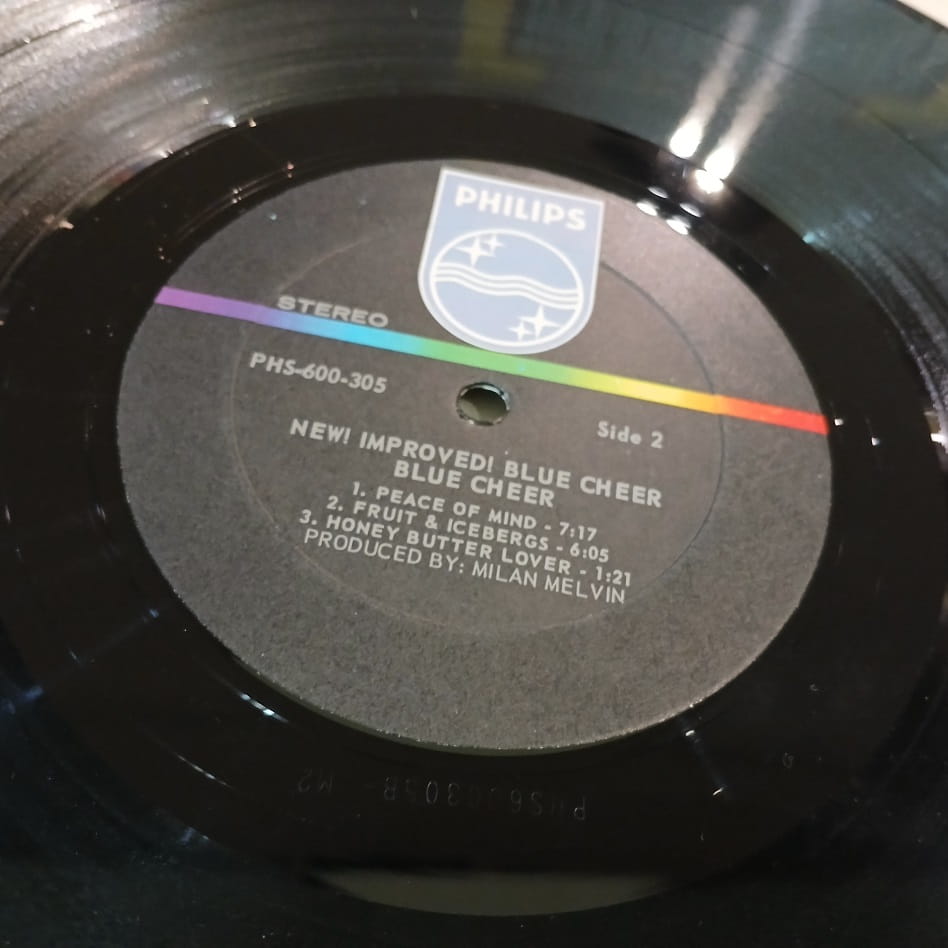 PHILIPS
STEREO
PHS-600-305
Side 2
NEW! IMPROVED! BLUE CHEER
BLUE CHEER
1. PEACE OF MIND - 7:17
2. FRUIT & ICEBERGS - 6:05
3. HONEY BUTTER LOVER - 1:21
PRODUCED BY: MILAN MELVIN